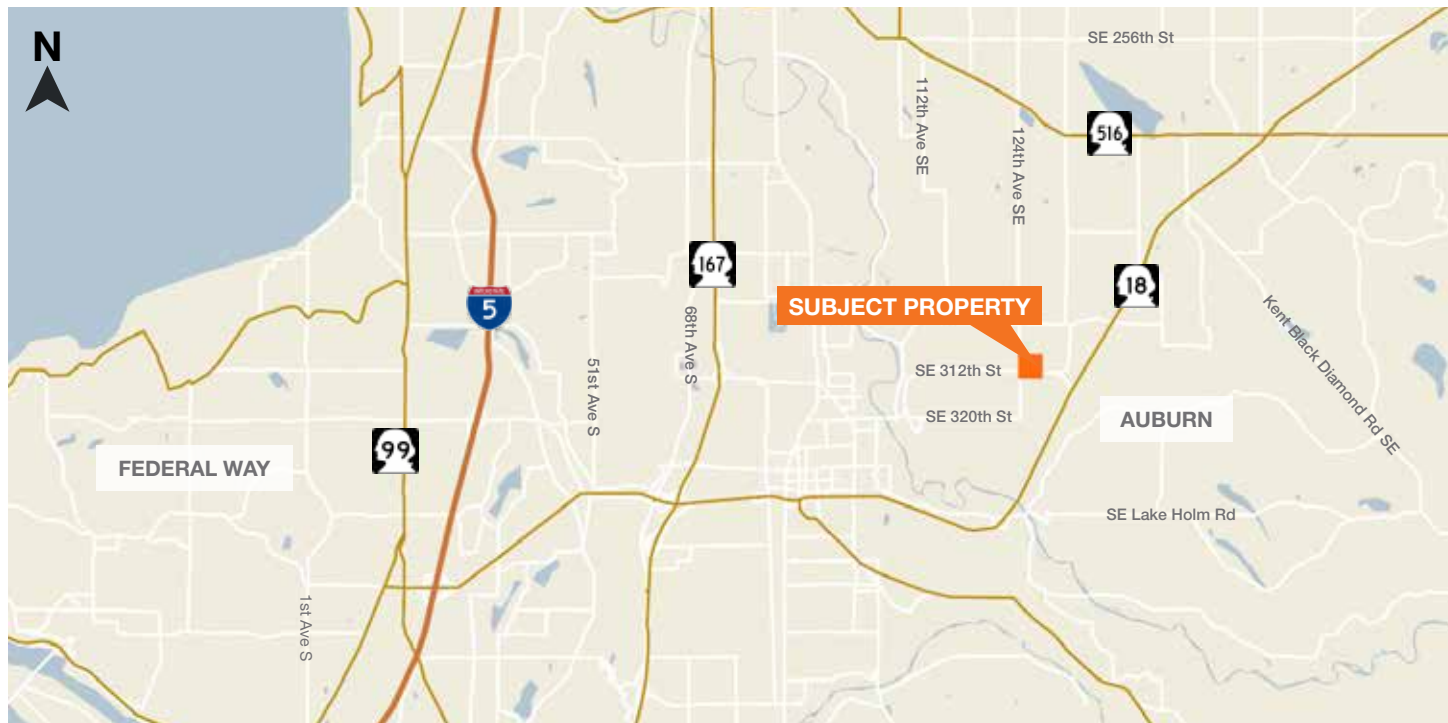 N
SE 256th St
112th Ave SE
516
124th Ave SE
167
18
5
SUBJECT PROPERTY
Kent Black Diamond Rd SE
68th Ave S
51st Ave S
SE 312th St
SE 320th St
AUBURN
99
FEDERAL WAY
SE Lake Holm Rd
1st Ave S